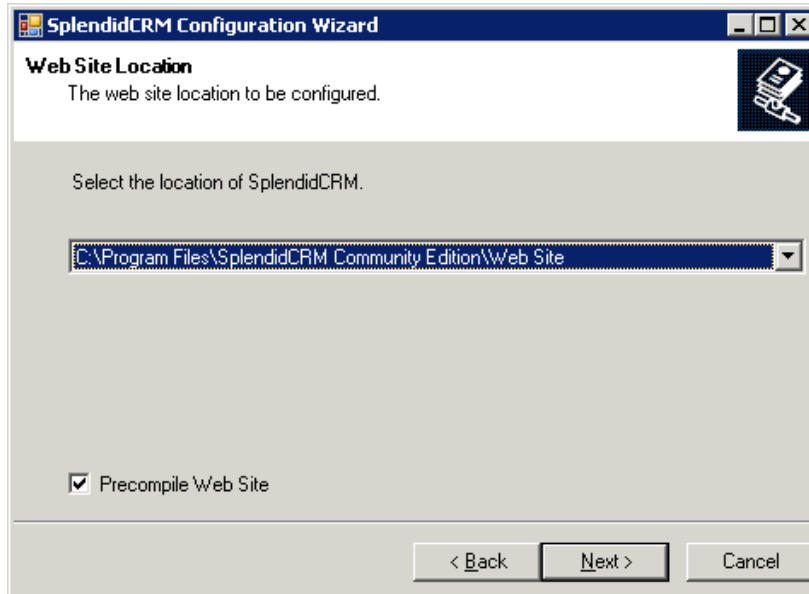 SplendidCRM Configuration Wizard
Web Site Location
The web site location to be configured.
Select the location of SplendidCRM.
C:\Program Files\SplendidCRM Community Edition\Web Site
Precompile Web Site
< Back Next > Cancel